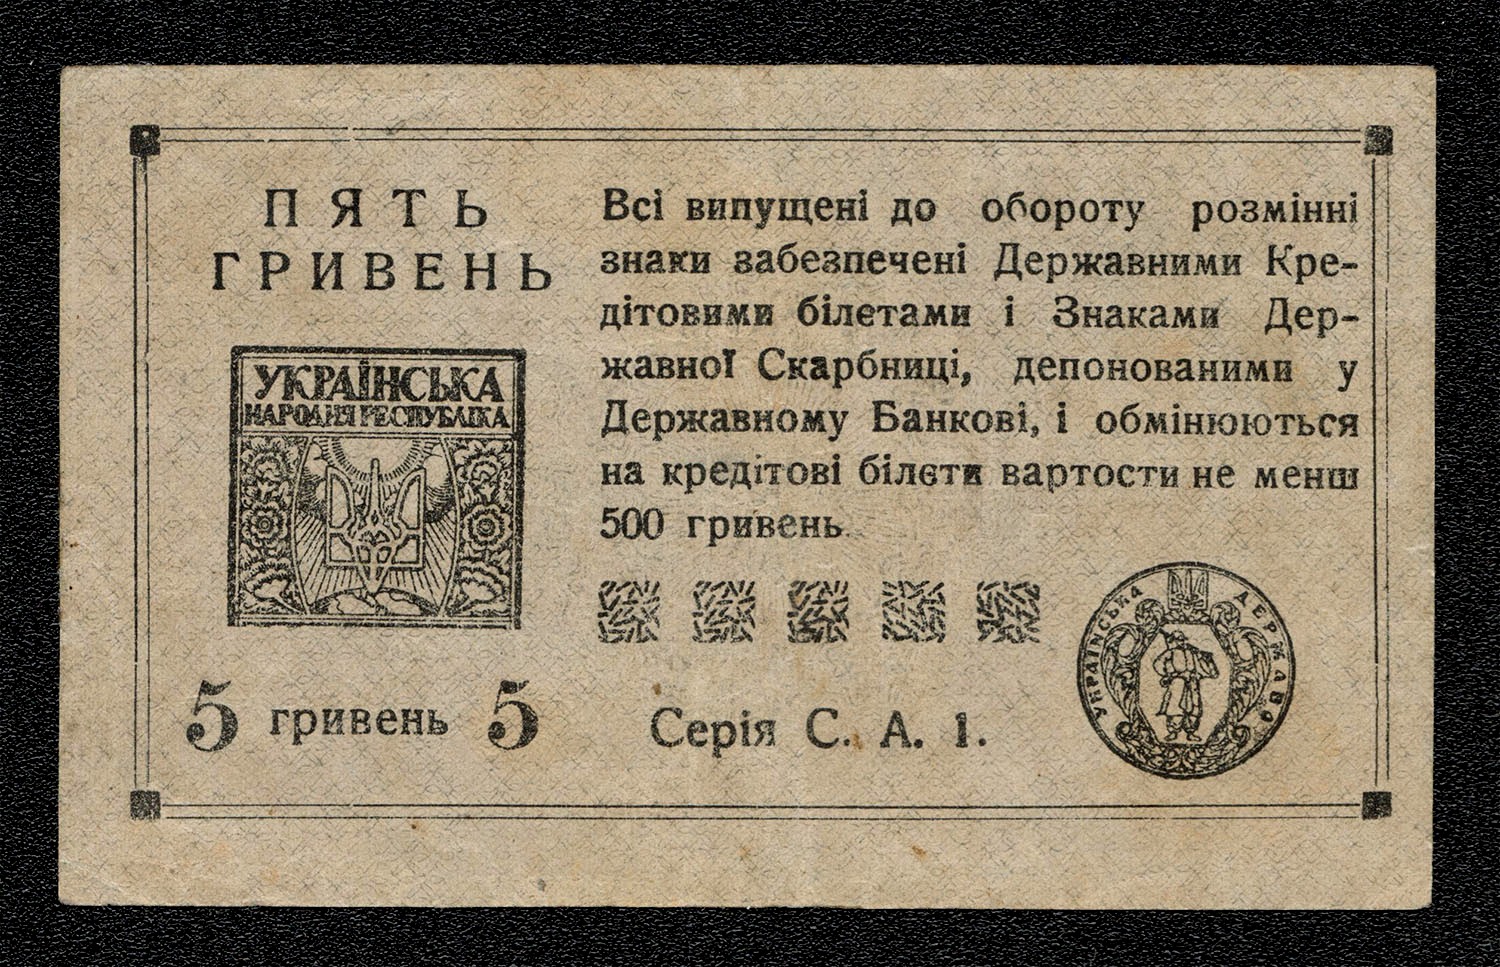 ПЯТЬ
ГРИВЕНЬ
УКРАЇНСЬКА
НАРОДНЯ РЕСПУБЛІКА
5 гривень 5
Всі випущені до обороту розмінні
знаки забезпечені Державними Кре-
дітовими білетами і Знаками Дер-
жавної Скарбниці, депонованими у
Державному Банкові, і обмінюються
на кредітові білети вартости не менш
500 гривень.
Серія С. А. 1.
УКРАЇНСЬКА ДЕРЖАВА